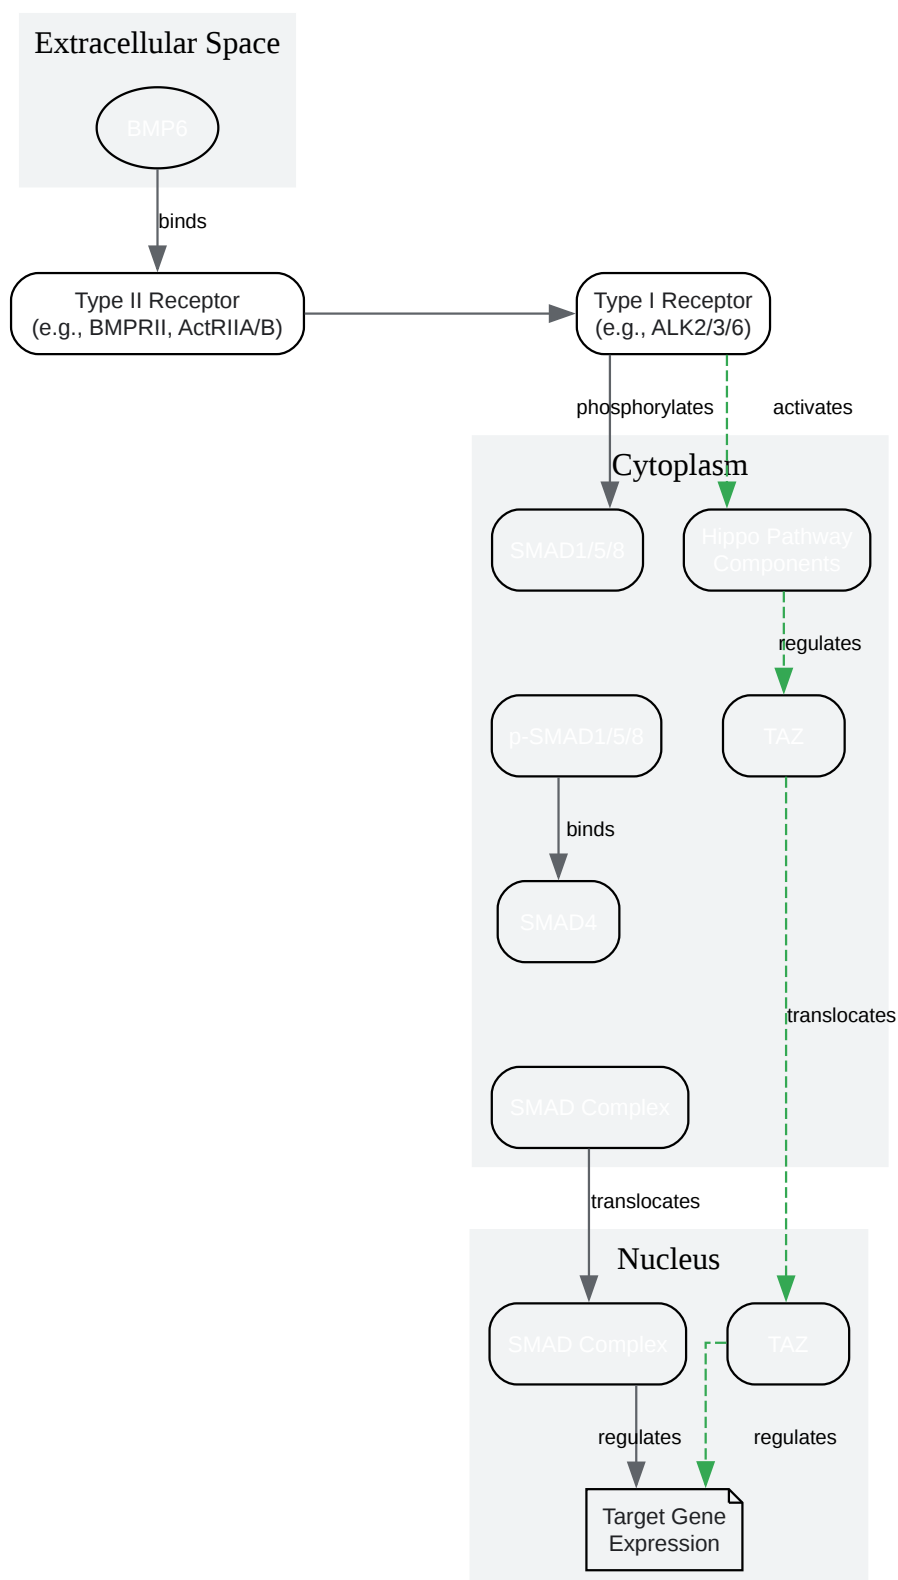 Extracellular Space
BMP6
binds
Type II Receptor
(e.g., BMPRII, ActRIIA/B)
Type I Receptor
(e.g., ALK2/3/6)
phosphorylates
activates
Cytoplasm
SMAD1/5/8
Hippo Pathway
Components
regulates
p-SMAD1/5/8
TAZ
binds
SMAD4
translocates
SMAD Complex
translocates
Nucleus
SMAD Complex
TAZ
regulates
regulates
Target Gene
Expression